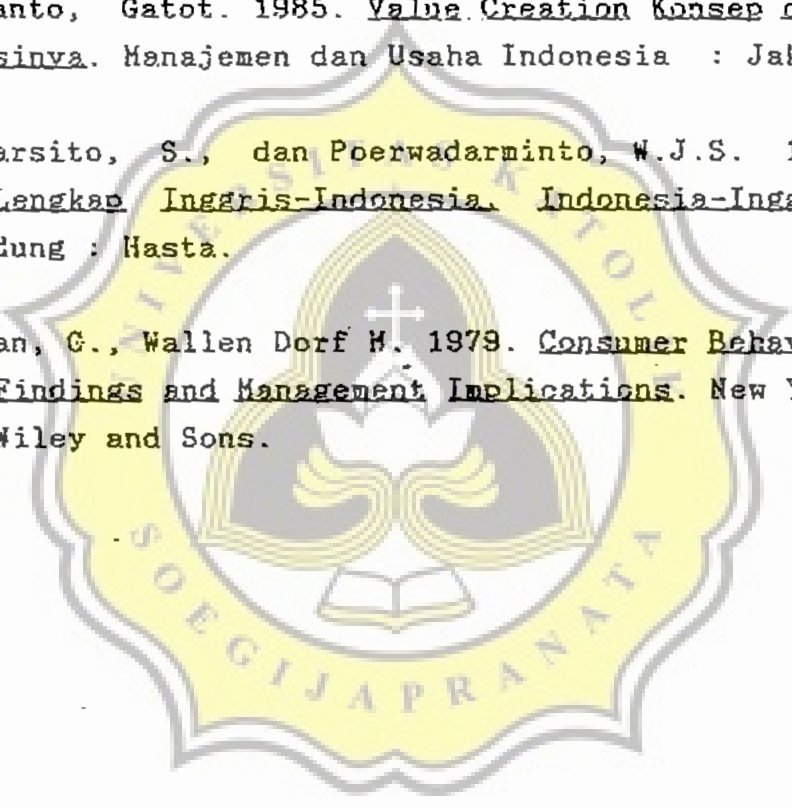 anto, Gatot. 1985. Value Creation Konsep
sinya. Manajemen dan Usaha Indonesia : Jak
arsito, S., dan Poerwadarminto, W.J.S. 1
Lengkap Inggris-Indonesia, Indonesia-Ingg
dung : Hasta.
an, G., Wallen Dorf M. 1979. Consumer Behav
Findings and Management Implications. New Y
Wiley and Sons.
UNIVERSITAS KATOLIK
SOEGIJAPRANATA